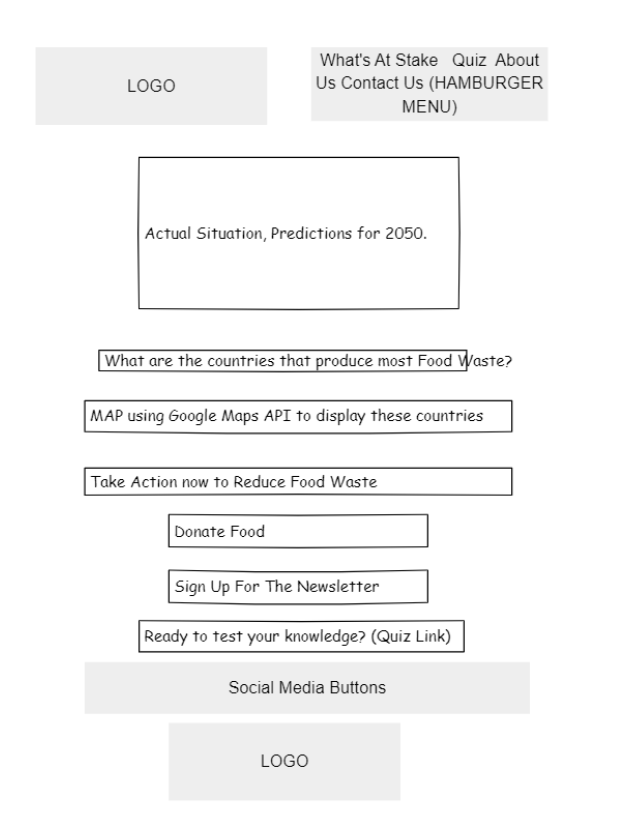 LOGO
What's At Stake Quiz About
Us Contact Us (HAMBURGER
MENU)
Actual Situation, Predictions for 2050.
What are the countries that produce most Food Waste?
MAP using Google Maps API to display these countries
Take Action now to Reduce Food Waste
Donate Food
Sign Up For The Newsletter
Ready to test your knowledge? (Quiz Link)
Social Media Buttons
LOGO